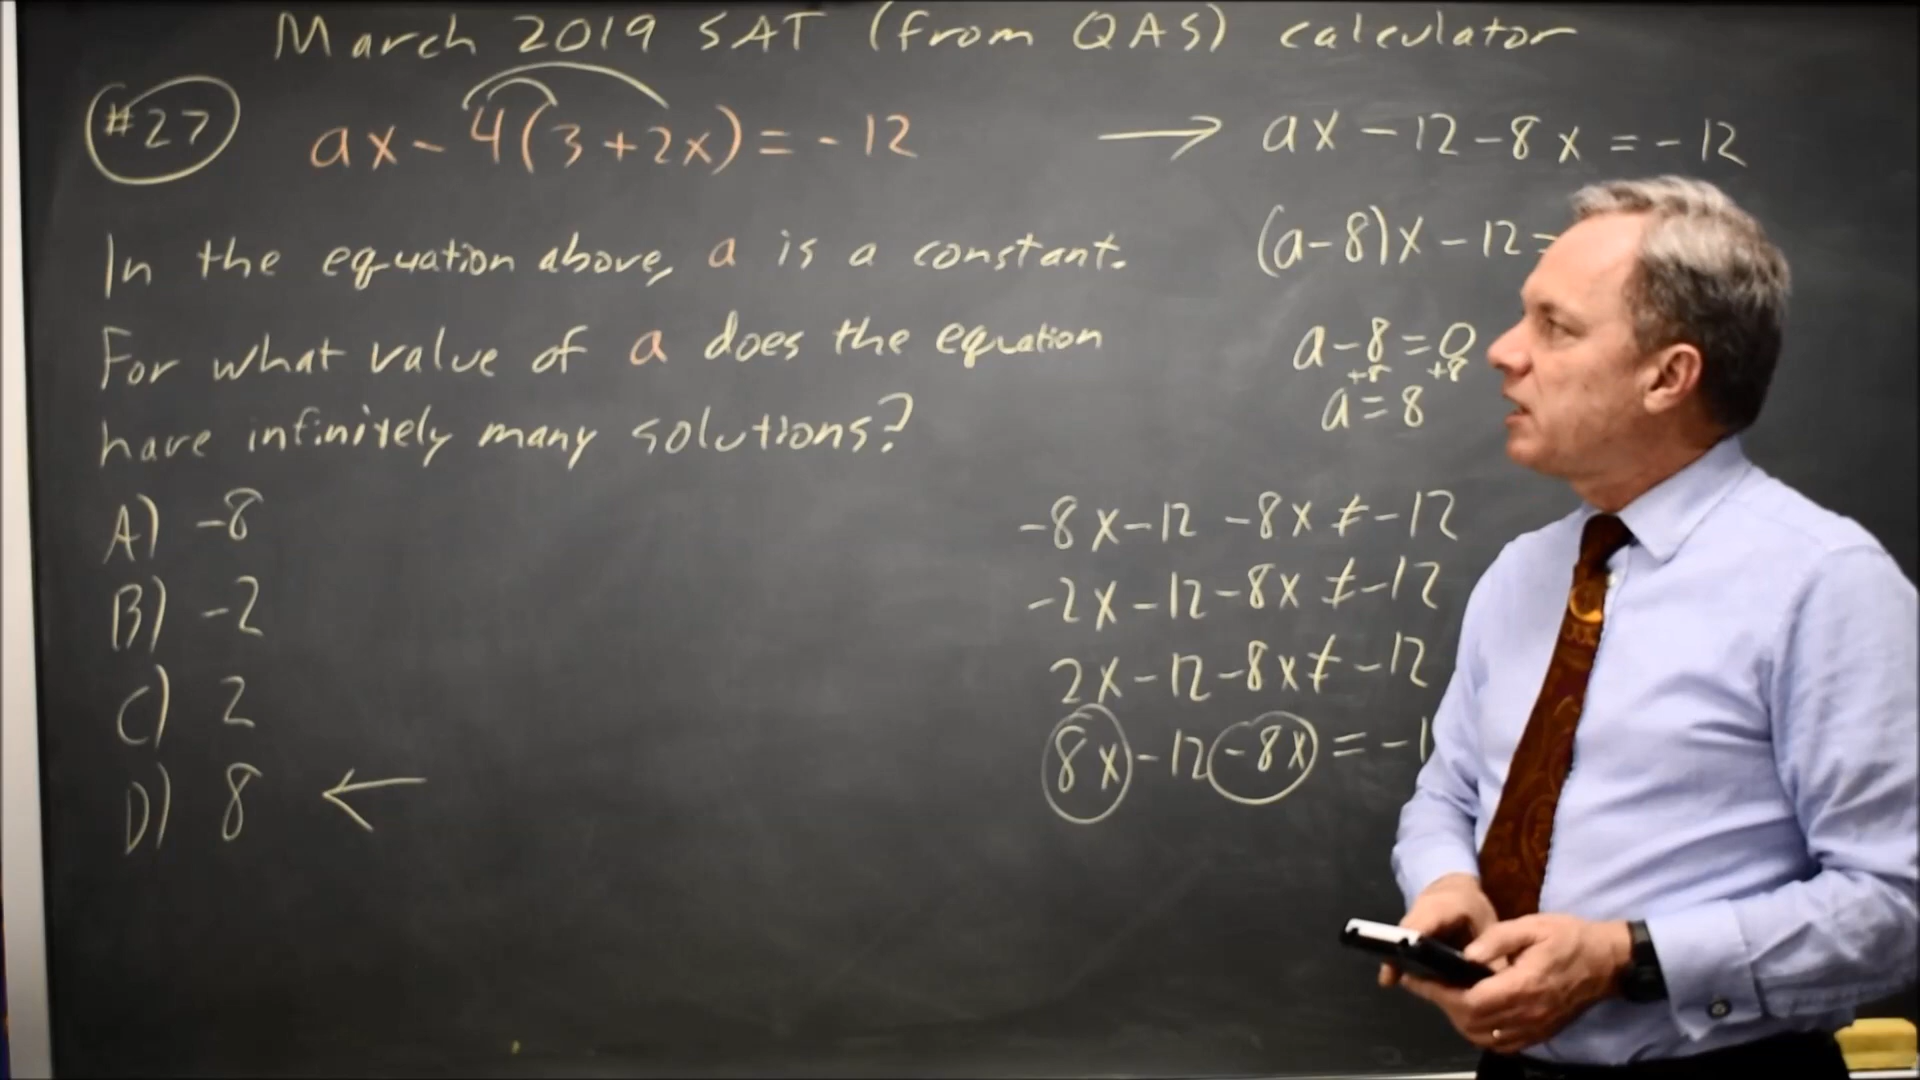 March 2019 SAT (from QAS) calculator
#27
ax - 4(3+2x) = -12
In the equation above, a is a constant.
For what value of a does the equation
have infinitely many solutions?
A) -8
B) -2
C) 2
D) 8 ←
→ ax - 12 - 8x = -12
(a-8)x - 12 =
a - 8 = 0
+8 +8
a = 8
-8x - 12 - 8x ≠ -12
-2x - 12 - 8x ≠ -12
2x - 12 - 8x ≠ -12
8x - 12 - 8x = -1